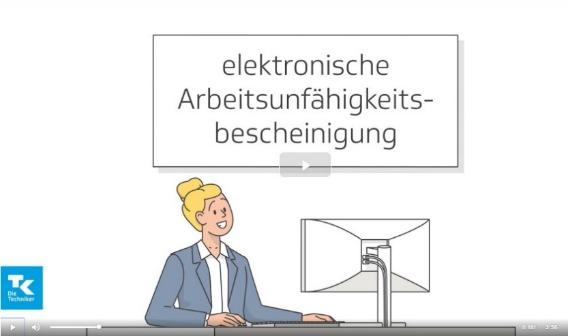 elektronische
Arbeitsunfähigkeits-
bescheinigung
TK
Die
Techniker